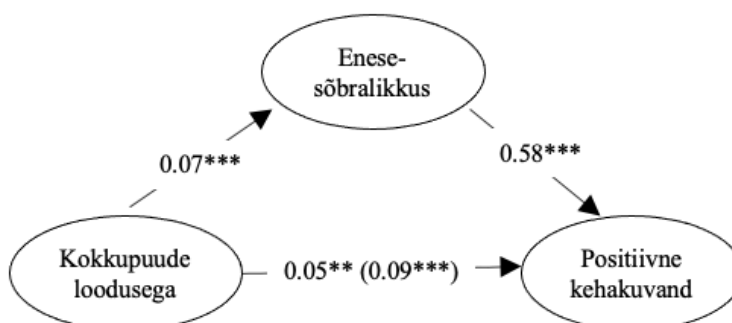 Enese-
sõbralikkus
0.07***
0.58***
Kokkupuude
loodusega
0.05** (0.09***)
Positiivne
kehakuvand